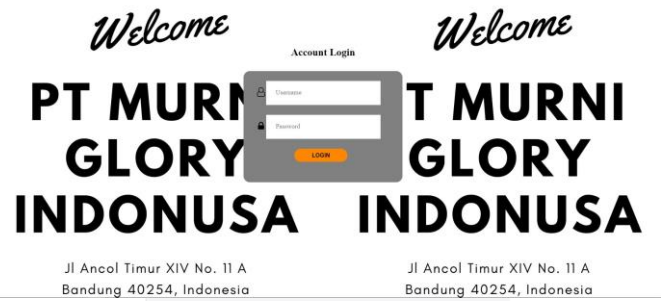 Welcome
PT MURN
GLORY
INDONUSA
Jl Ancol Timur XIV No. 11 A
Bandung 40254, Indonesia
Account Login
Username
Password
LOGIN
Welcome
T MURNI
GLORY
INDONUSA
Jl Ancol Timur XIV No. 11 A
Bandung 40254, Indonesia